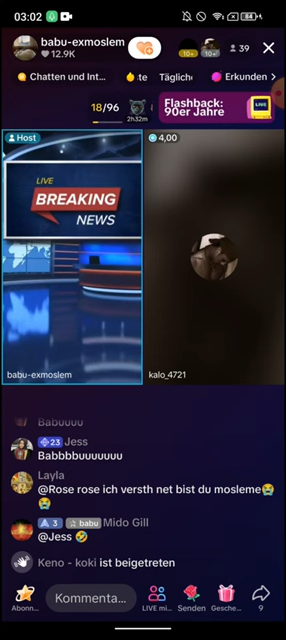 03:02
84
babu-exmoslem
12.9K
10+
10+
39
Chatten und Int...
Täglich
Erkunden
18/96
2h32m
Flashback:
90er Jahre
LIVE
Host
4,00
LIVE
BREAKING
NEWS
babu-exmoslem
kalo_4721
Babuuuu
23 Jess
Babbbbuuuuuuu
Layla
@Rose rose ich versth net bist du mosleme😭
😭
3 babu Mido Gill
@Jess 🤣
Keno - koki ist beigetreten
Kommenta...
Abonn...
LIVE mi...
Senden
Gesche...
9